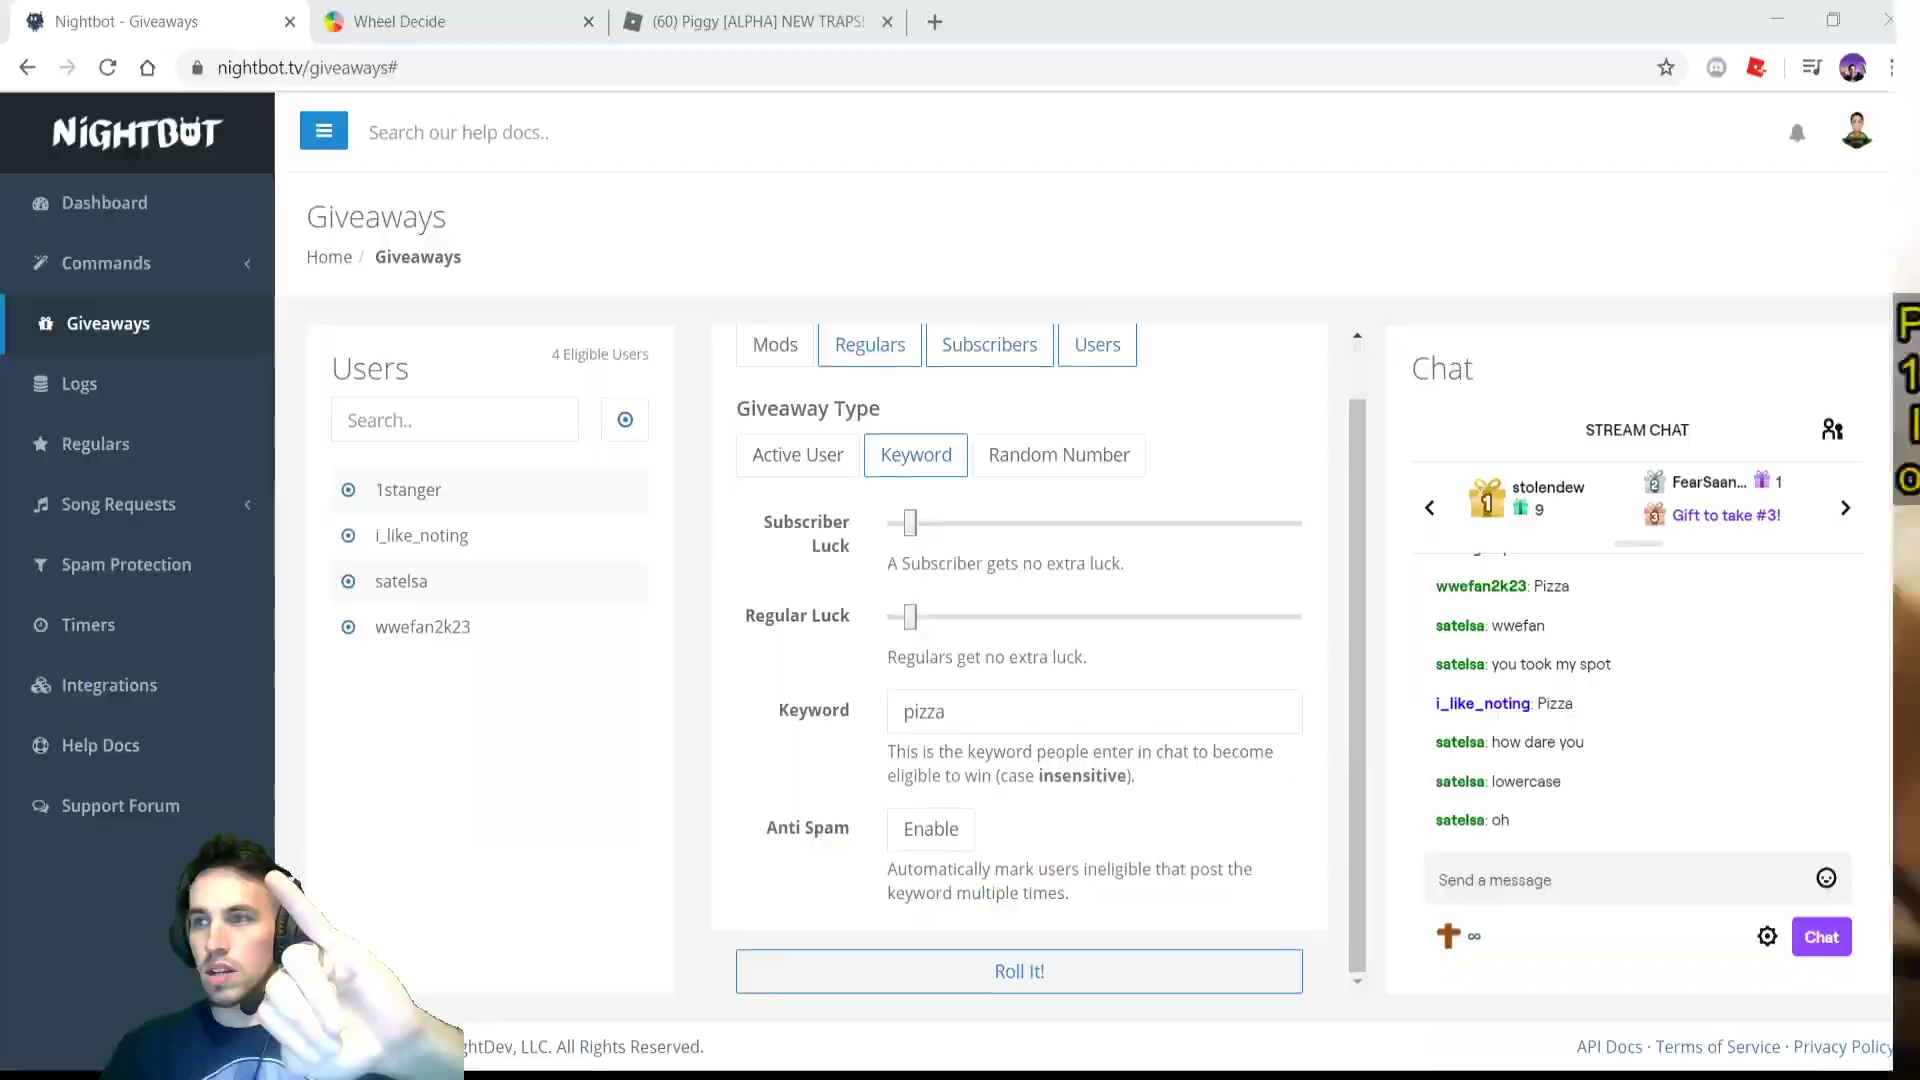 Nightbot - Giveaways
Wheel Decide
(60) Piggy [ALPHA] NEW TRAPS!
nightbot.tv/giveaways#
NiGHTBOT
Search our help docs..
Dashboard
Commands
Giveaways
Logs
Regulars
Song Requests
Spam Protection
Timers
Integrations
Help Docs
Support Forum
Giveaways
Home / Giveaways
Users
4 Eligible Users
Search..
1stanger
i_like_noting
satelsa
wwefan2k23
Mods
Regulars
Subscribers
Users
Giveaway Type
Active User
Keyword
Random Number
Subscriber
Luck
A Subscriber gets no extra luck.
Regular Luck
Regulars get no extra luck.
Keyword
pizza
This is the keyword people enter in chat to become
eligible to win (case insensitive).
Anti Spam
Enable
Automatically mark users ineligible that post the
keyword multiple times.
Roll It!
Chat
STREAM CHAT
1
stolendew
9
2
FearSaan...
1
3
Gift to take #3!
wwefan2k23: Pizza
satelsa: wwefan
satelsa: you took my spot
i_like_noting: Pizza
satelsa: how dare you
satelsa: lowercase
satelsa: oh
Send a message
∞
Chat
ghtDev, LLC. All Rights Reserved.
API Docs · Terms of Service · Privacy Policy